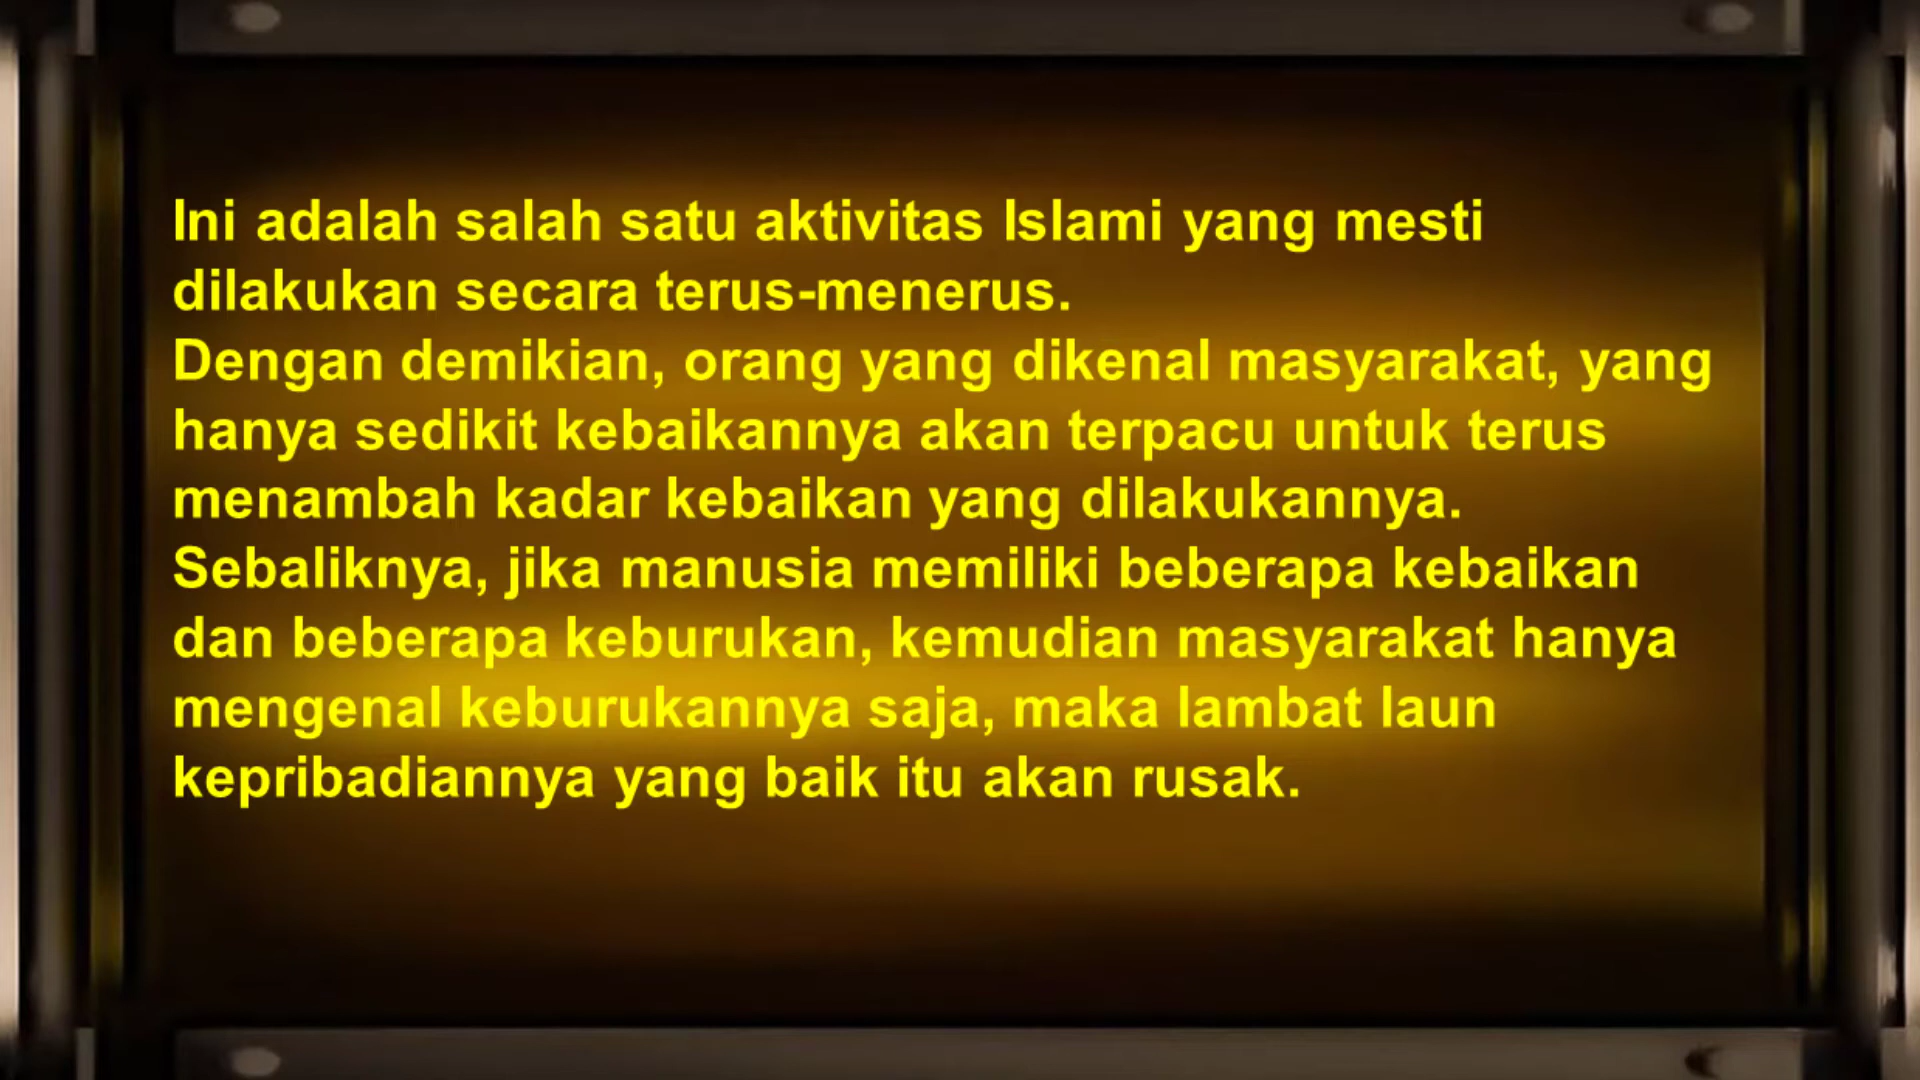 Ini adalah salah satu aktivitas Islami yang mesti
dilakukan secara terus-menerus.
Dengan demikian, orang yang dikenal masyarakat, yang
hanya sedikit kebaikannya akan terpacu untuk terus
menambah kadar kebaikan yang dilakukannya.
Sebaliknya, jika manusia memiliki beberapa kebaikan
dan beberapa keburukan, kemudian masyarakat hanya
mengenal keburukannya saja, maka lambat laun
kepribadiannya yang baik itu akan rusak.